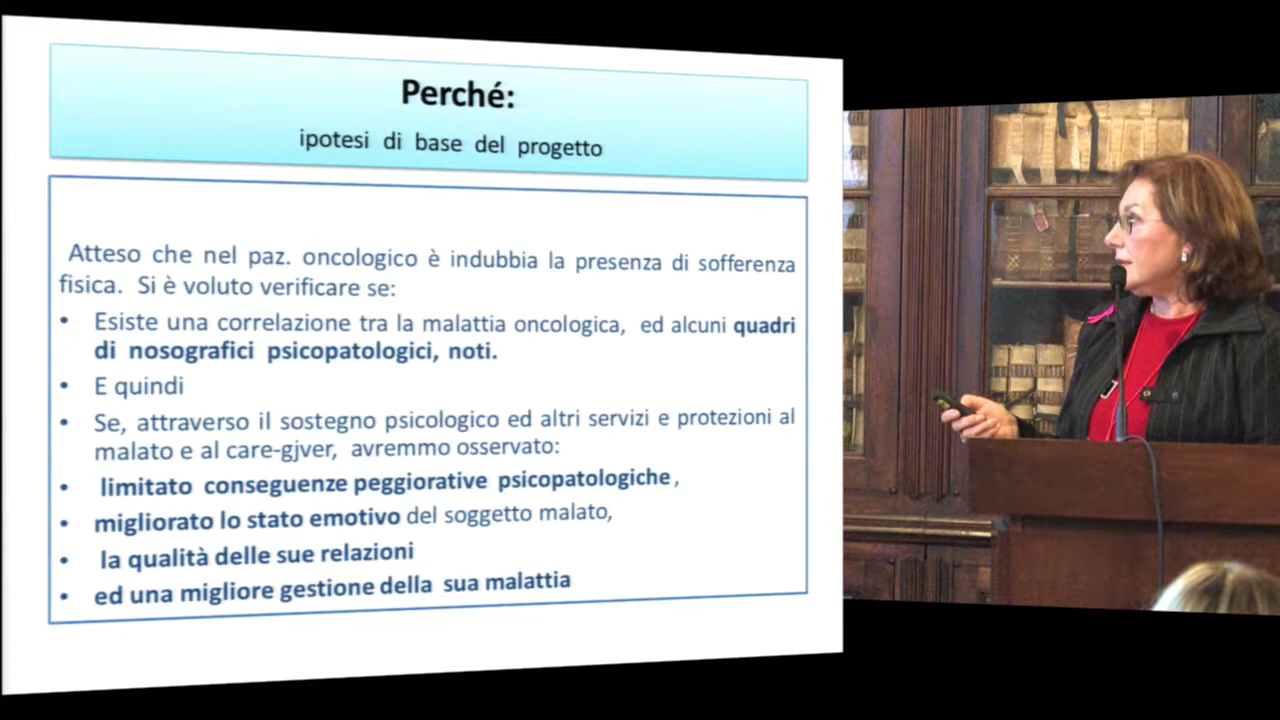 Perché:
ipotesi di base del progetto
Atteso che nel paz. oncologico è indubbia la presenza di sofferenza
fisica. Si è voluto verificare se:
• Esiste una correlazione tra la malattia oncologica, ed alcuni quadri
di nosografici psicopatologici, noti.
• E quindi
• Se, attraverso il sostegno psicologico ed altri servizi e protezioni al
malato e al care-gjver, avremmo osservato:
• limitato conseguenze peggiorative psicopatologiche,
• migliorato lo stato emotivo del soggetto malato,
• la qualità delle sue relazioni
• ed una migliore gestione della sua malattia